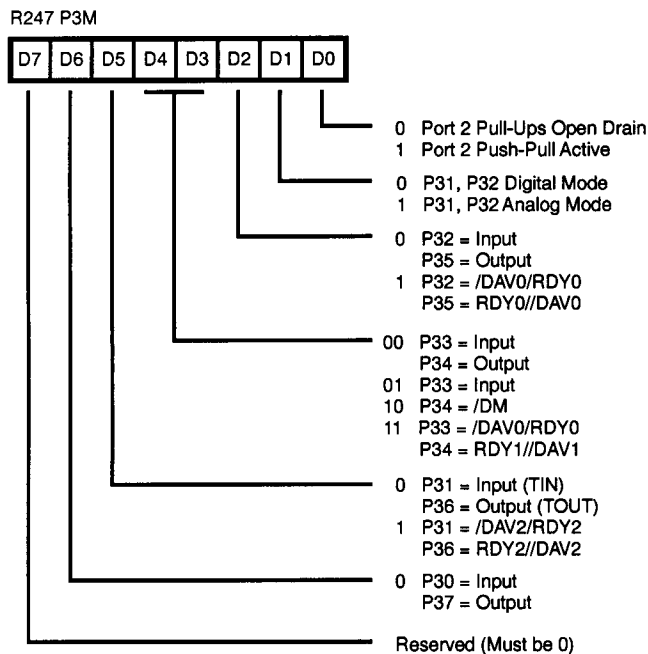 R247 P3M
D7 D6 D5 D4 D3 D2 D1 D0
0 Port 2 Pull-Ups Open Drain
1 Port 2 Push-Pull Active
0 P31, P32 Digital Mode
1 P31, P32 Analog Mode
0 P32 = Input
P35 = Output
1 P32 = /DAV0/RDY0
P35 = RDY0//DAV0
00 P33 = Input
P34 = Output
01 P33 = Input
10 P34 = /DM
11 P33 = /DAV0/RDY0
P34 = RDY1//DAV1
0 P31 = Input (TIN)
P36 = Output (TOUT)
1 P31 = /DAV2/RDY2
P36 = RDY2//DAV2
0 P30 = Input
P37 = Output
Reserved (Must be 0)